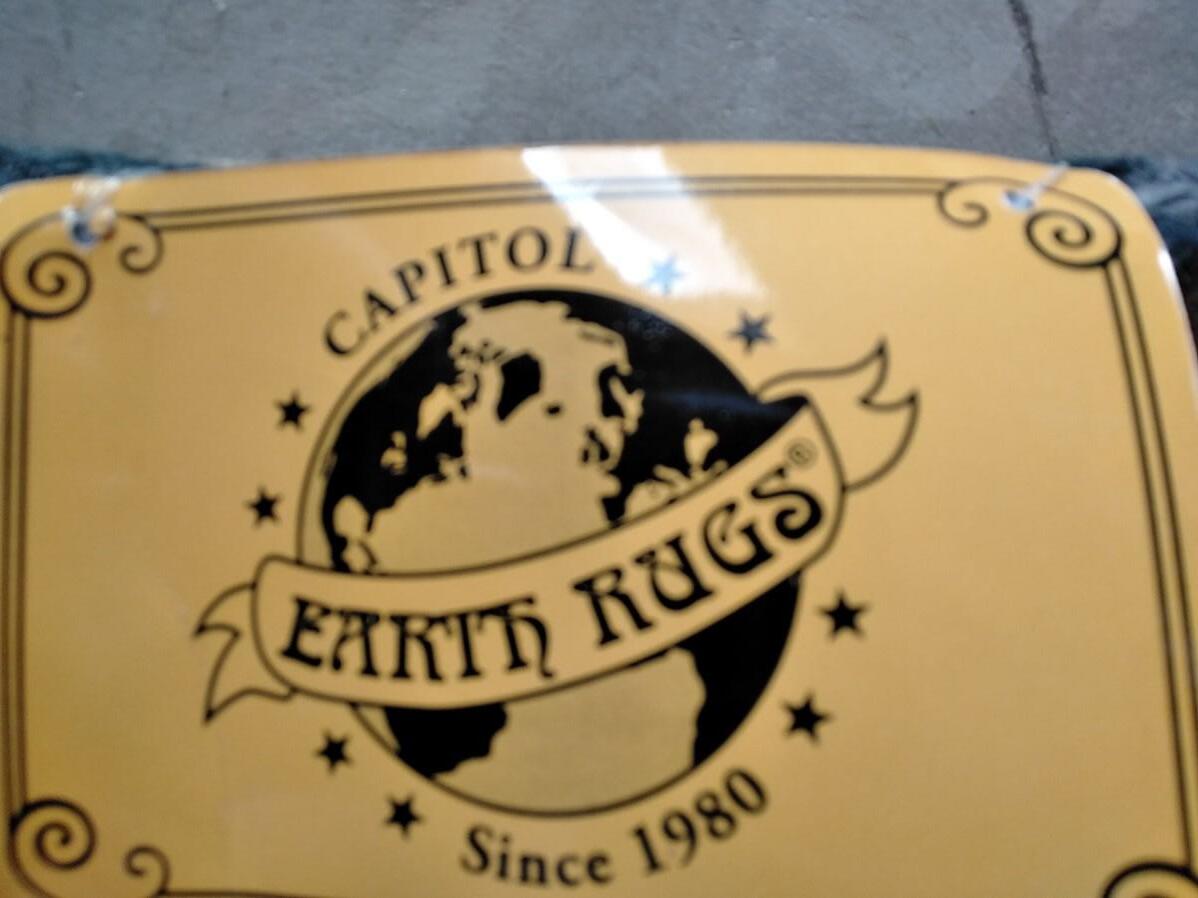 CAPITOL
EARTH RUGS®
Since 1980